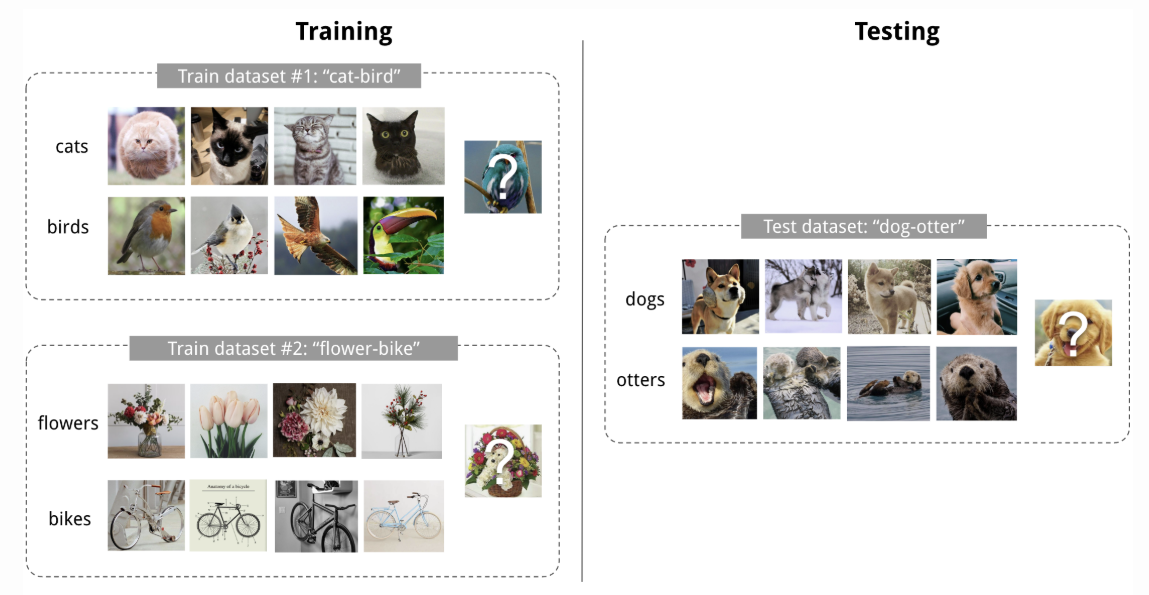 Training
Train dataset #1: “cat-bird”
cats
?
birds
Train dataset #2: “flower-bike”
flowers
?
Anatomy of a bicycle
bikes
Testing
Test dataset: “dog-otter”
dogs
?
otters